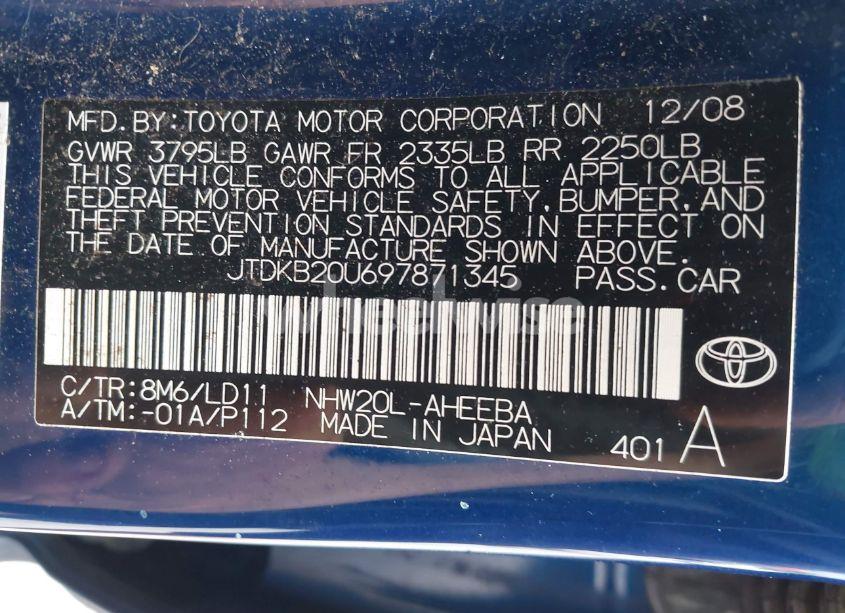 MFD. BY: TOYOTA MOTOR CORPORATION 12/08
GVWR 3795LB GAWR FR 2335LB RR 2250LB
THIS VEHICLE CONFORMS TO ALL APPLICABLE
FEDERAL MOTOR VEHICLE SAFETY, BUMPER, AND
THEFT PREVENTION STANDARDS IN EFFECT ON
THE DATE OF MANUFACTURE SHOWN ABOVE.
JTDKB20U697871345 PASS. CAR
wheelwise
C/TR: 8M6/LD11 NHW20L-AHEEBA
A/TM: -01A/P112 MADE IN JAPAN 401 A